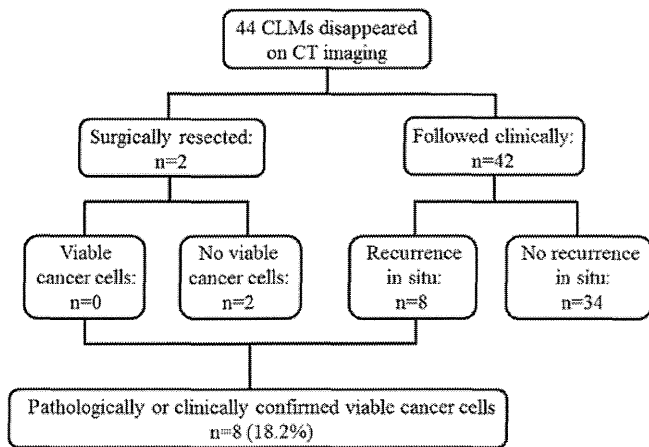 44 CLMs disappeared
on CT imaging
Surgically resected:
n=2
Followed clinically:
n=42
Viable
cancer cells:
n=0
No viable
cancer cells:
n=2
Recurrence
in situ:
n=8
No recurrence
in situ:
n=34
Pathologically or clinically confirmed viable cancer cells
n=8 (18.2%)